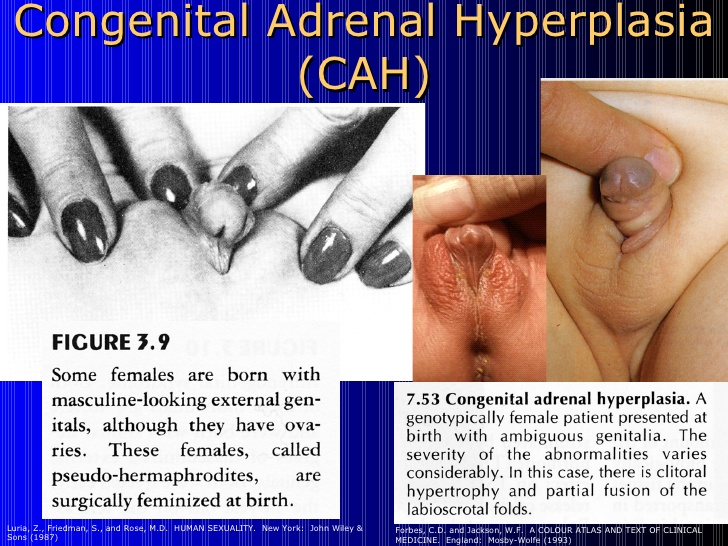 Congenital Adrenal Hyperplasia
(CAH)
FIGURE 3.9
Some females are born with
masculine-looking external gen-
itals, although they have ova-
ries. These females, called
pseudo-hermaphrodites, are
surgically feminized at birth.
7.53 Congenital adrenal hyperplasia. A
genotypically female patient presented at
birth with ambiguous genitalia. The
severity of the abnormalities varies
considerably. In this case, there is clitoral
hypertrophy and partial fusion of the
labioscrotal folds.
Luria, Z., Friedman, S., and Rose, M.D. HUMAN SEXUALITY. New York: John Wiley &
Sons (1987)
Forbes, C.D. and Jackson, W.F. A COLOUR ATLAS AND TEXT OF CLINICAL
MEDICINE. England: Mosby-Wolfe (1993)